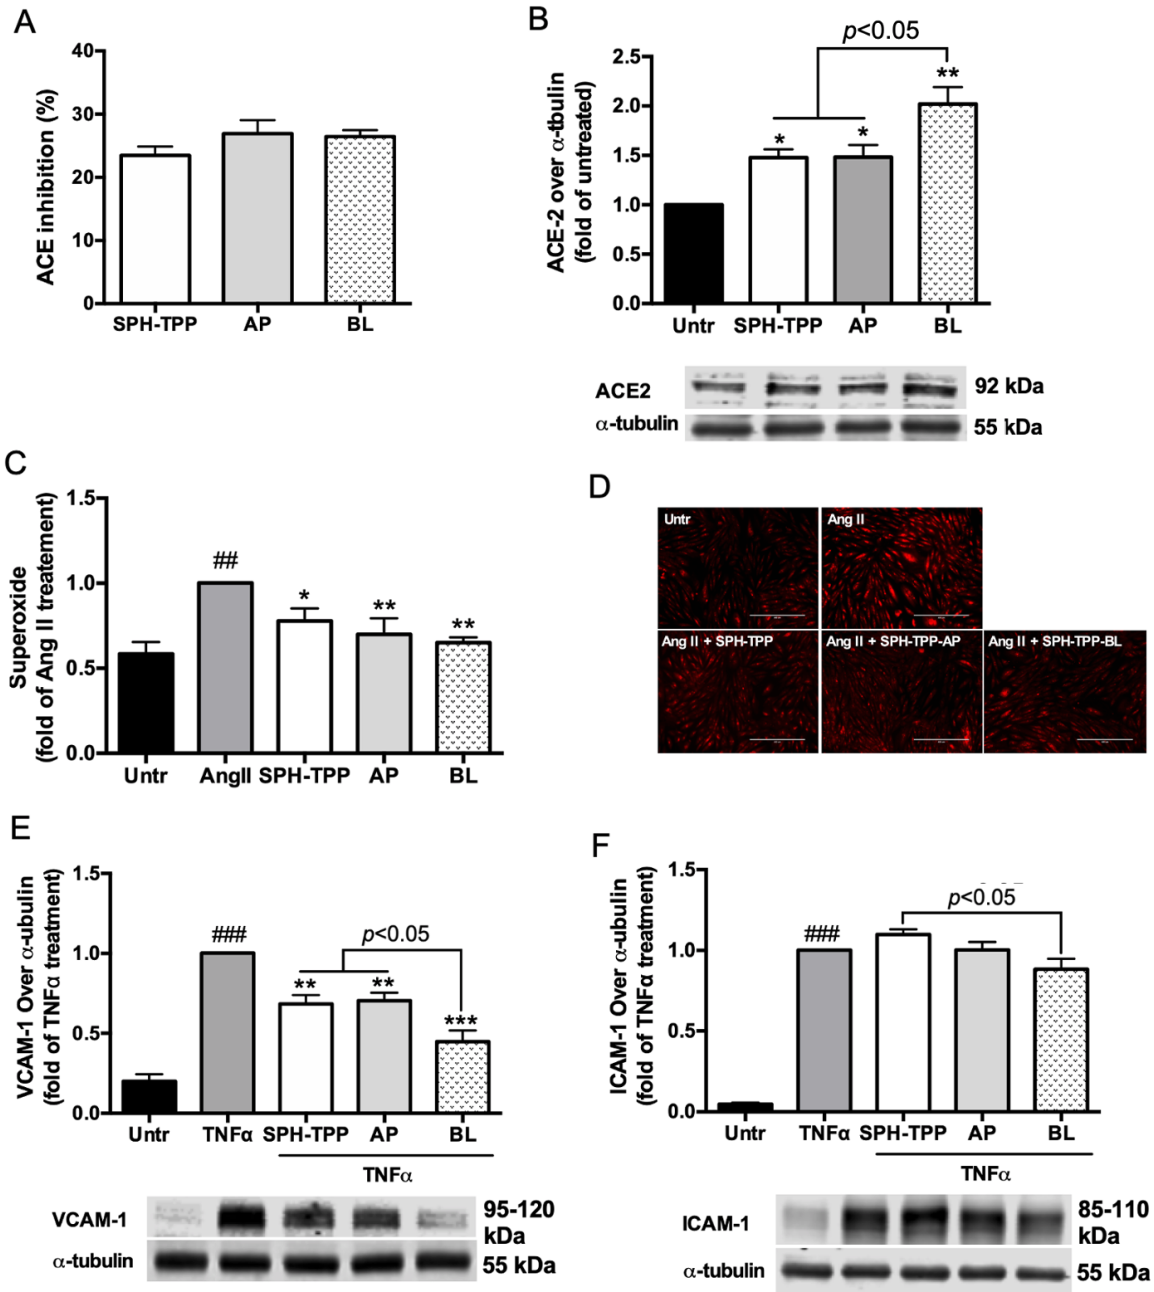 A
ACE inhibition (%)
40
30
20
10
0
SPH-TPP AP BL
B
p<0.05
ACE-2 over α-tbulin
(fold of untreated)
2.5
2.0
1.5
1.0
0.5
0.0
* * **
Untr SPH-TPP AP BL
ACE2 92 kDa
α-tubulin 55 kDa
C
Superoxide
(fold of Ang II treatement)
1.5
1.0
0.5
0.0
## * ** **
Untr AngII SPH-TPP AP BL
D
Untr
Ang II
Ang II + SPH-TPP
Ang II + SPH-TPP-AP
Ang II + SPH-TPP-BL
E
VCAM-1 Over α-ubulin
(fold of TNFα treatment)
1.5
1.0
0.5
0.0
p<0.05
### ** ** ***
Untr TNFα SPH-TPP AP BL
TNFα
VCAM-1 95-120
kDa
α-tubulin 55 kDa
F
ICAM-1 Over α-ubulin
(fold of TNFα treatment)
1.5
1.0
0.5
0.0
p<0.05
###
Untr TNFα SPH-TPP AP BL
TNFα
ICAM-1 85-110
kDa
α-tubulin 55 kDa